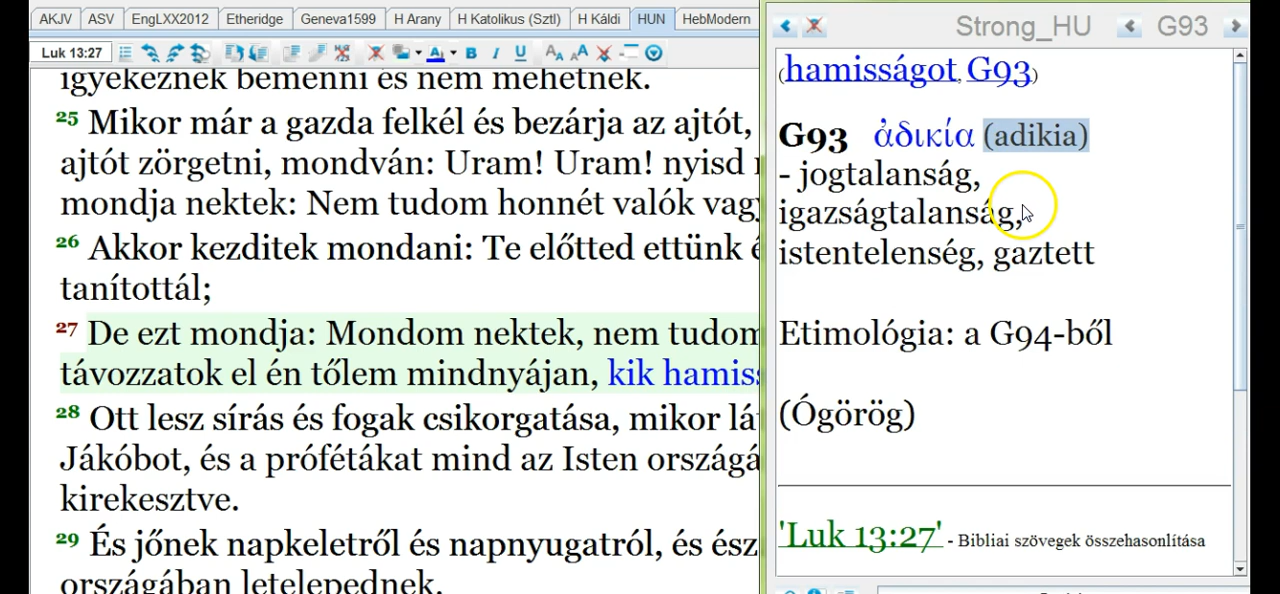 AKJV ASV EngLXX2012 Etheridge Geneva1599 H Arany H Katolikus (Sztl) H Káldi HUN HebModern
Luk 13:27
igyekeznek bemenni és nem mehetnek.
25 Mikor már a gazda felkél és bezárja az ajtót,
ajtót zörgetni, mondván: Uram! Uram! nyisd
mondja nektek: Nem tudom honnét valók vagy
26 Akkor kezditek mondani: Te előtted ettünk é
tanítottál;
27 De ezt mondja: Mondom nektek, nem tudom
távozzatok el én tőlem mindnyájan, kik hamiss
28 Ott lesz sírás és fogak csikorgatása, mikor lá
Jákóbot, és a prófétákat mind az Isten országá
kirekesztve.
29 És jőnek napkeletről és napnyugatról, és ész
országában letelepednek.
Strong_HU G93
(hamisságot, G93)
G93 ἀδικία (adikia)
- jogtalanság,
igazságtalanság,
istentelenség, gaztett
Etimológia: a G94-ből
(Ógörög)
'Luk 13:27' - Bibliai szövegek összehasonlítása